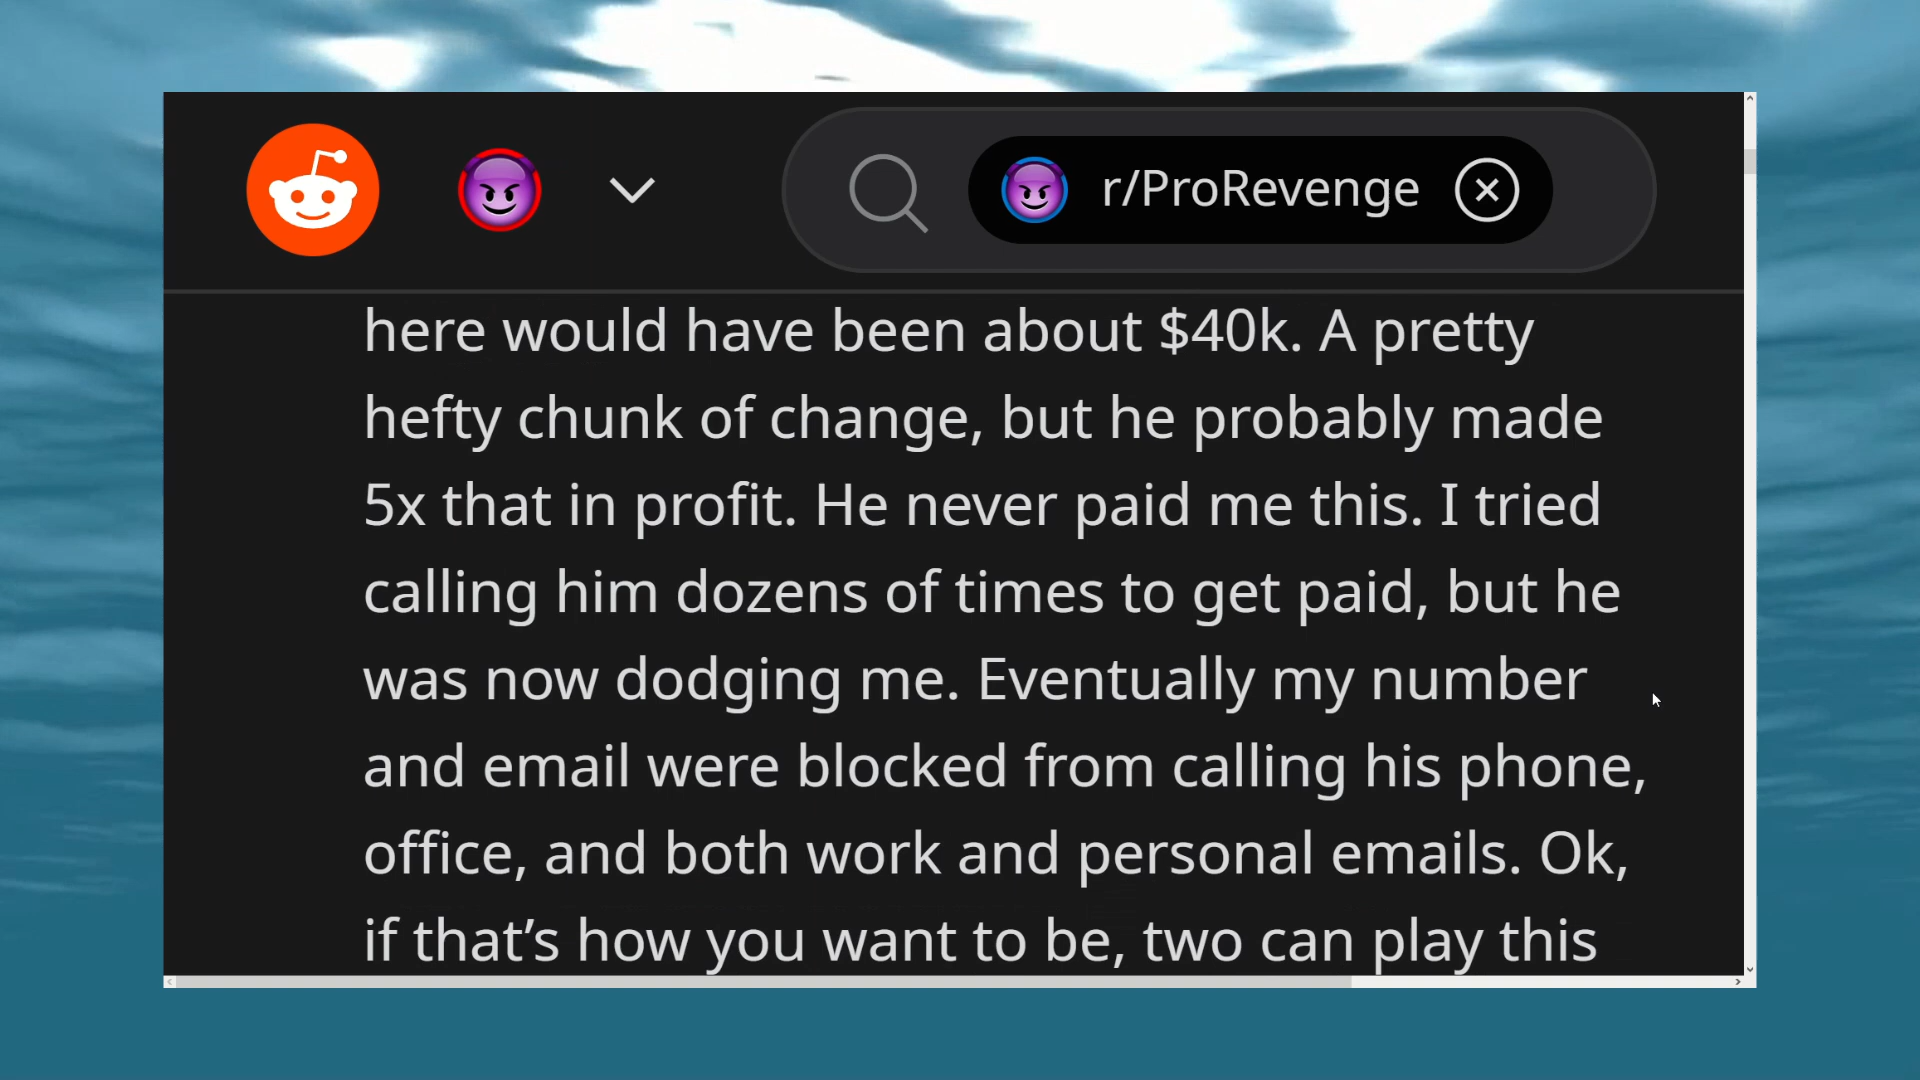 r/ProRevenge
here would have been about $40k. A pretty
hefty chunk of change, but he probably made
5x that in profit. He never paid me this. I tried
calling him dozens of times to get paid, but he
was now dodging me. Eventually my number
and email were blocked from calling his phone,
office, and both work and personal emails. Ok,
if that’s how you want to be, two can play this